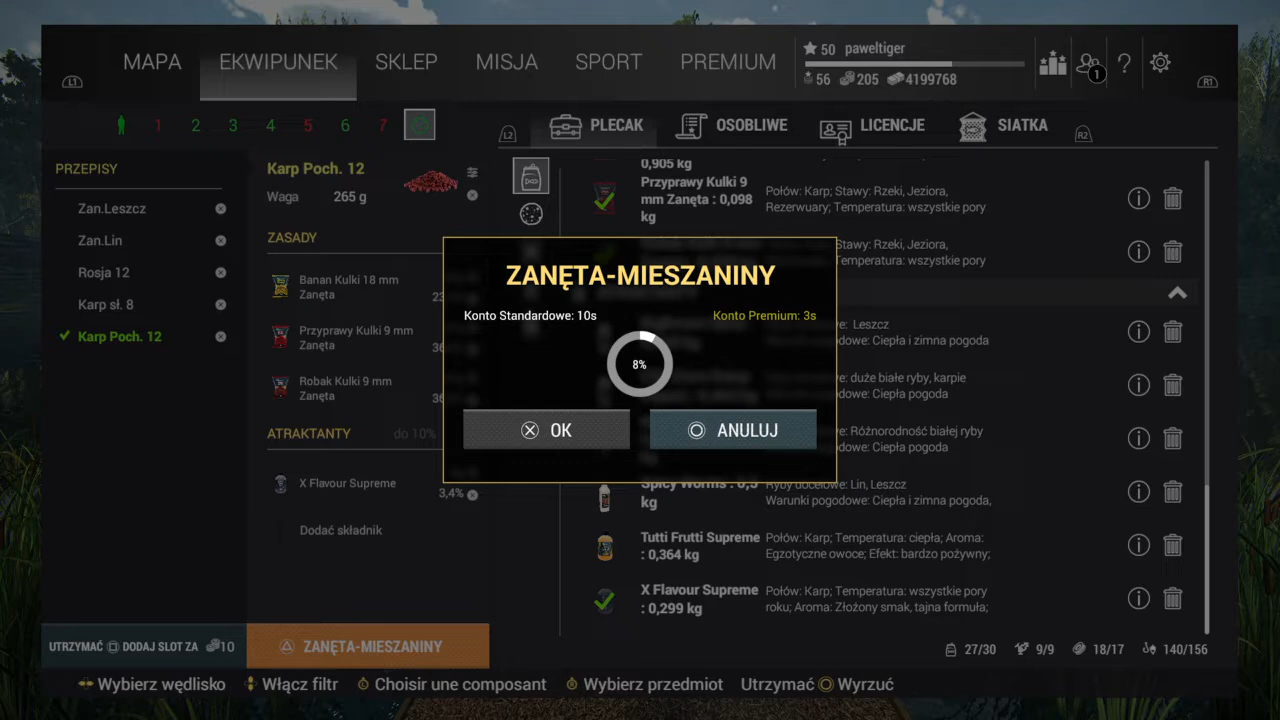 MAPA EKWIPUNEK SKLEP MISJA SPORT PREMIUM
50 paweltiger
56 205 4199768
1 ?
L1 R1
1 2 3 4 5 6 7
L2 PLECAK OSOBLIWE LICENCJE SIATKA R2
PRZEPISY
Zan.Leszcz
Zan.Lin
Rosja 12
Karp sł. 8
Karp Poch. 12
Karp Poch. 12
Waga 265 g
ZASADY
Banan Kulki 18 mm
Zanęta
Przyprawy Kulki 9 mm
Zanęta
Robak Kulki 9 mm
Zanęta
ATRAKTANTY do 10%
X Flavour Supreme
3,4%
Dodać składnik
0,905 kg
Przyprawy Kulki 9
mm Zanęta : 0,098
kg
Połów: Karp; Stawy: Rzeki, Jeziora,
Rezerwuary; Temperatura: wszystkie pory
Stawy: Rzeki, Jeziora,
Temperatura: wszystkie pory
Leszcz
Ciepła i zimna pogoda
duże białe ryby, karpie
Ciepła pogoda
Różnorodność białej ryby
Ciepła pogoda
Spicy Worms : 0,5
kg
Ryby docelowe: Lin, Leszcz
Warunki pogodowe: Ciepła i zimna pogoda,
Tutti Frutti Supreme
: 0,364 kg
Połów: Karp; Temperatura: ciepła; Aroma:
Egzotyczne owoce; Efekt: bardzo pożywny;
X Flavour Supreme
: 0,299 kg
Połów: Karp; Temperatura: wszystkie pory
roku; Aroma: Złożony smak, tajna formuła;
ZANĘTA-MIESZANINY
Konto Standardowe: 10s Konto Premium: 3s
8%
OK ANULUJ
UTRZYMAĆ DODAJ SLOT ZA 10
ZANĘTA-MIESZANINY
27/30 9/9 18/17 140/156
Wybierz wędlisko Włącz filtr Choisir une composant Wybierz przedmiot Utrzymać Wyrzuć